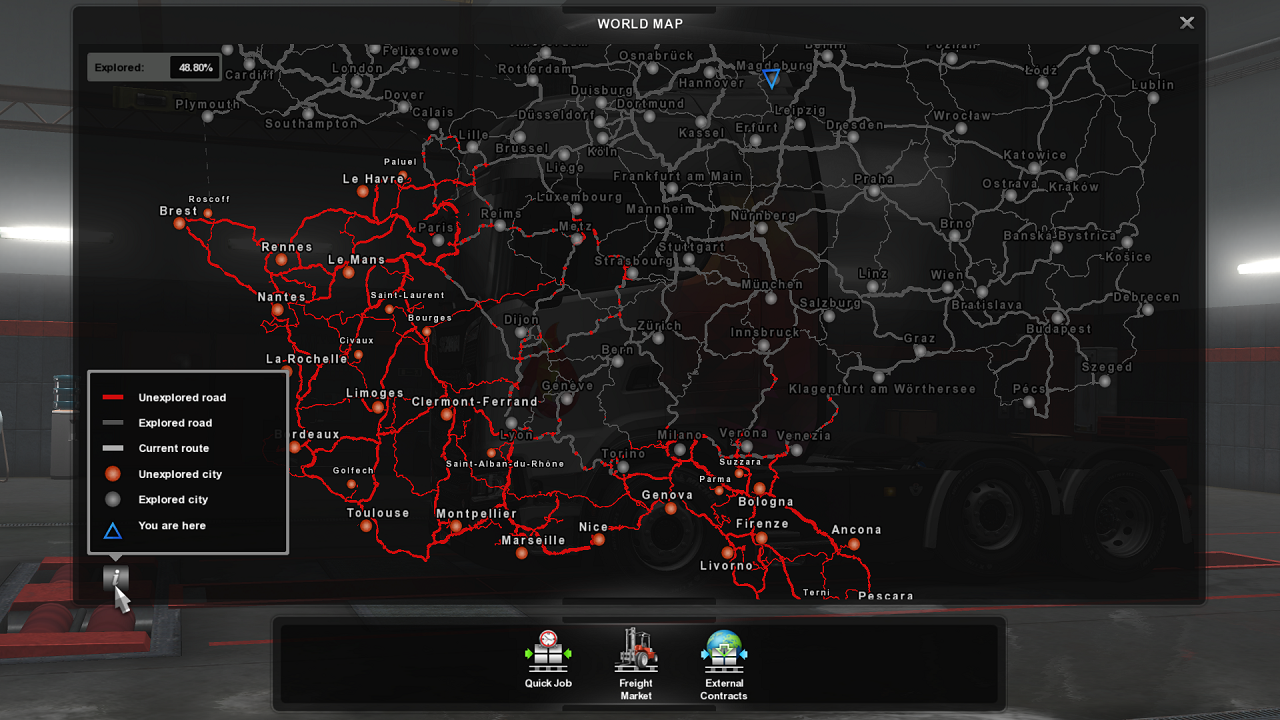 WORLD MAP
Explored: 48.80%
Felixstowe
Osnabrück
Berlin
Poznań
Cardiff
London
Rotterdam
Hannover
Magdeburg
Łódź
Lublin
Plymouth
Dover
Duisburg
Dortmund
Southampton
Calais
Düsseldorf
Leipzig
Wrocław
Lille
Kassel
Erfurt
Dresden
Brussel
Köln
Katowice
Paluel
Liege
Le Havre
Frankfurt am Main
Praha
Ostrava
Kraków
Roscoff
Luxembourg
Brest
Reims
Mannheim
Nürnberg
Paris
Metz
Brno
Banská Bystrica
Rennes
Stuttgart
Le Mans
Strasbourg
Košice
Linz
Wien
Nantes
Saint-Laurent
München
Salzburg
Bratislava
Debrecen
Bourges
Dijon
Zürich
Innsbruck
Budapest
Civaux
Bern
Graz
La Rochelle
Szeged
Genève
Klagenfurt am Wörthersee
Pécs
Limoges
Clermont-Ferrand
Lyon
Milano
Verona
Venezia
Bordeaux
Torino
Saint-Alban-du-Rhône
Suzzara
Golfech
Parma
Genova
Bologna
Toulouse
Montpellier
Nice
Firenze
Ancona
Marseille
Livorno
Terni
Pescara
Unexplored road
Explored road
Current route
Unexplored city
Explored city
You are here
i
Quick Job
Freight
Market
External
Contracts